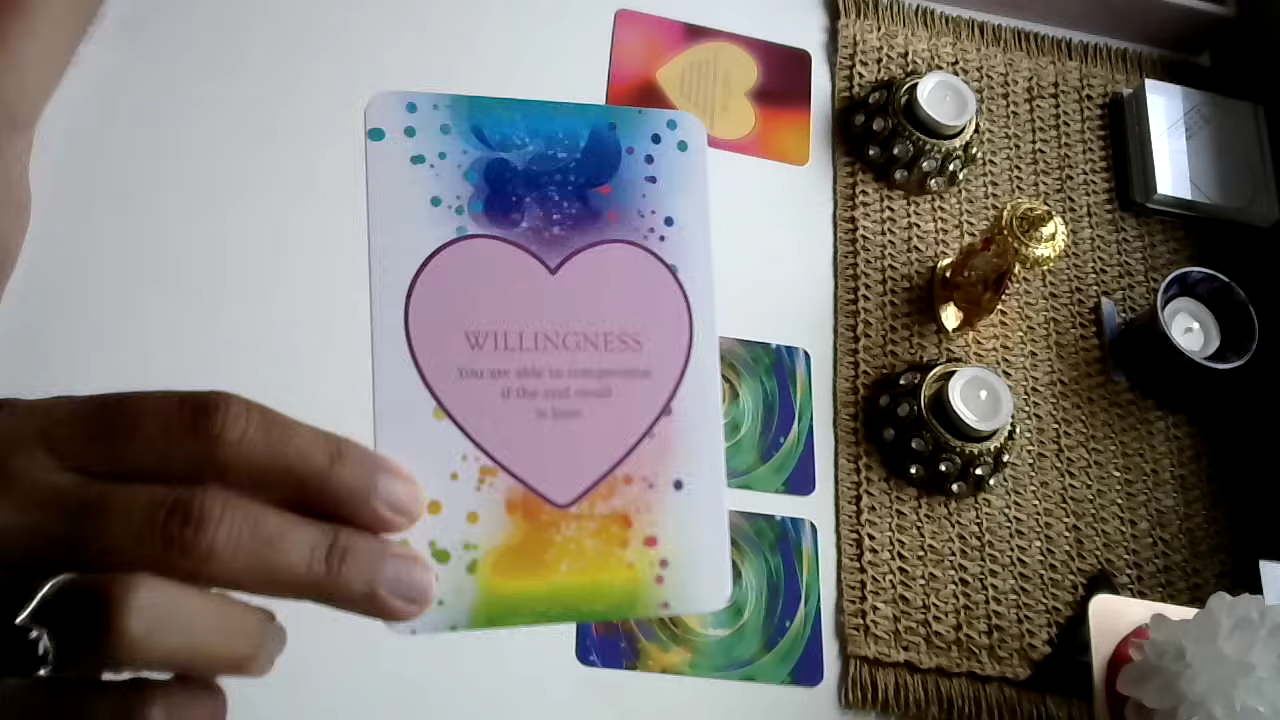 WILLINGNESS
You are able to compromise
if the end result
is love